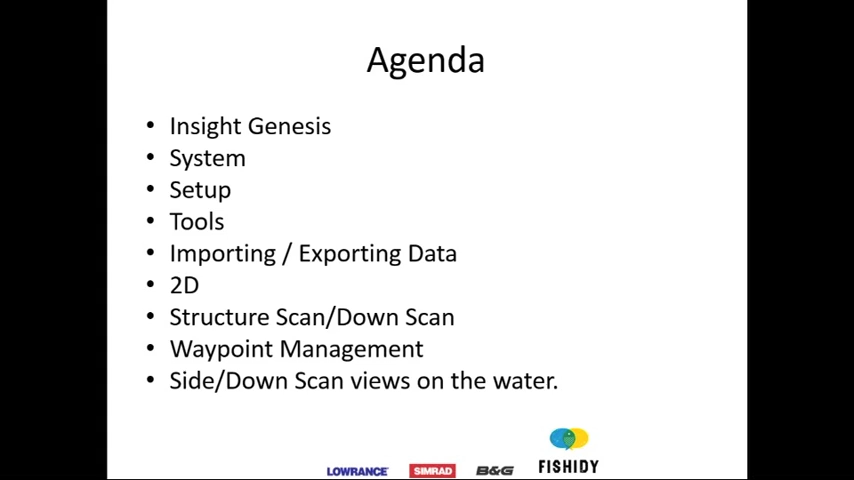 Agenda
• Insight Genesis
• System
• Setup
• Tools
• Importing / Exporting Data
• 2D
• Structure Scan/Down Scan
• Waypoint Management
• Side/Down Scan views on the water.
LOWRANCE SIMRAD B&G FISHIDY